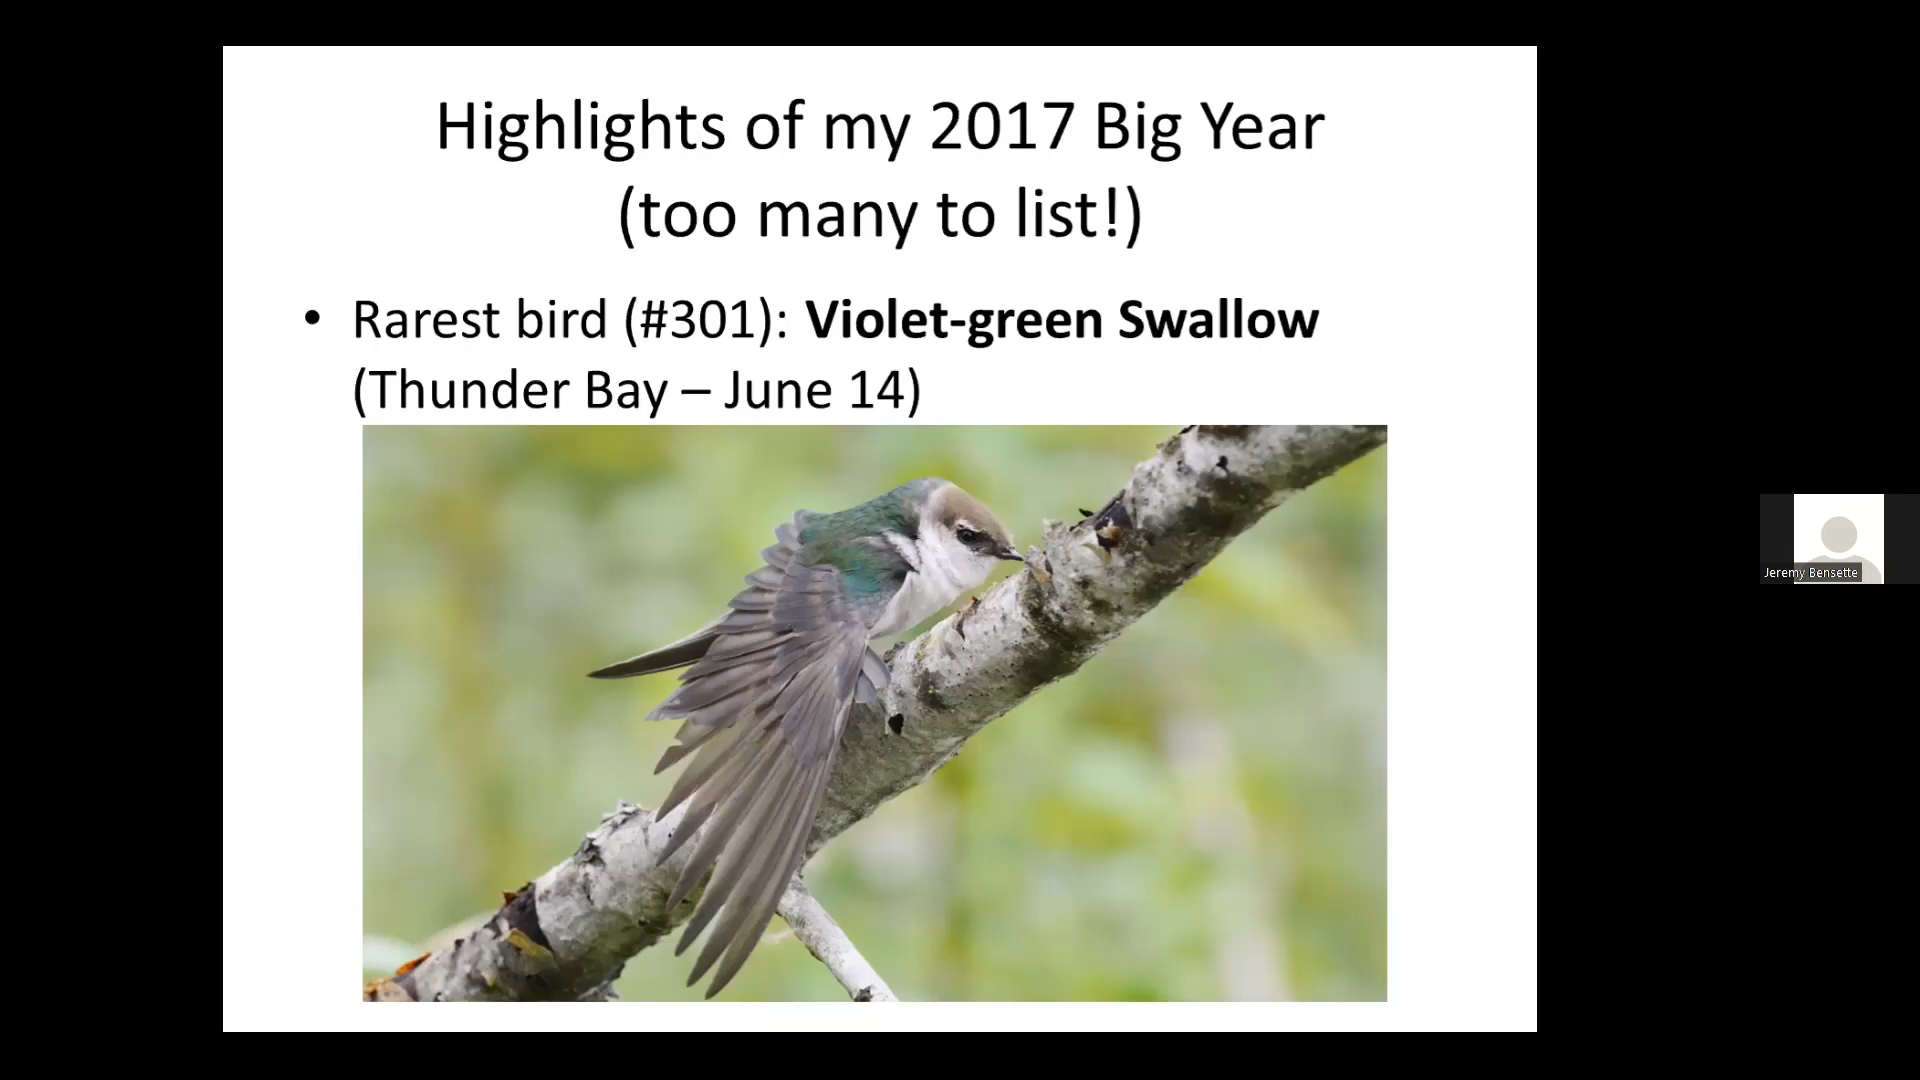 Highlights of my 2017 Big Year
(too many to list!)
• Rarest bird (#301): Violet-green Swallow
(Thunder Bay – June 14)
Jeremy Bensette